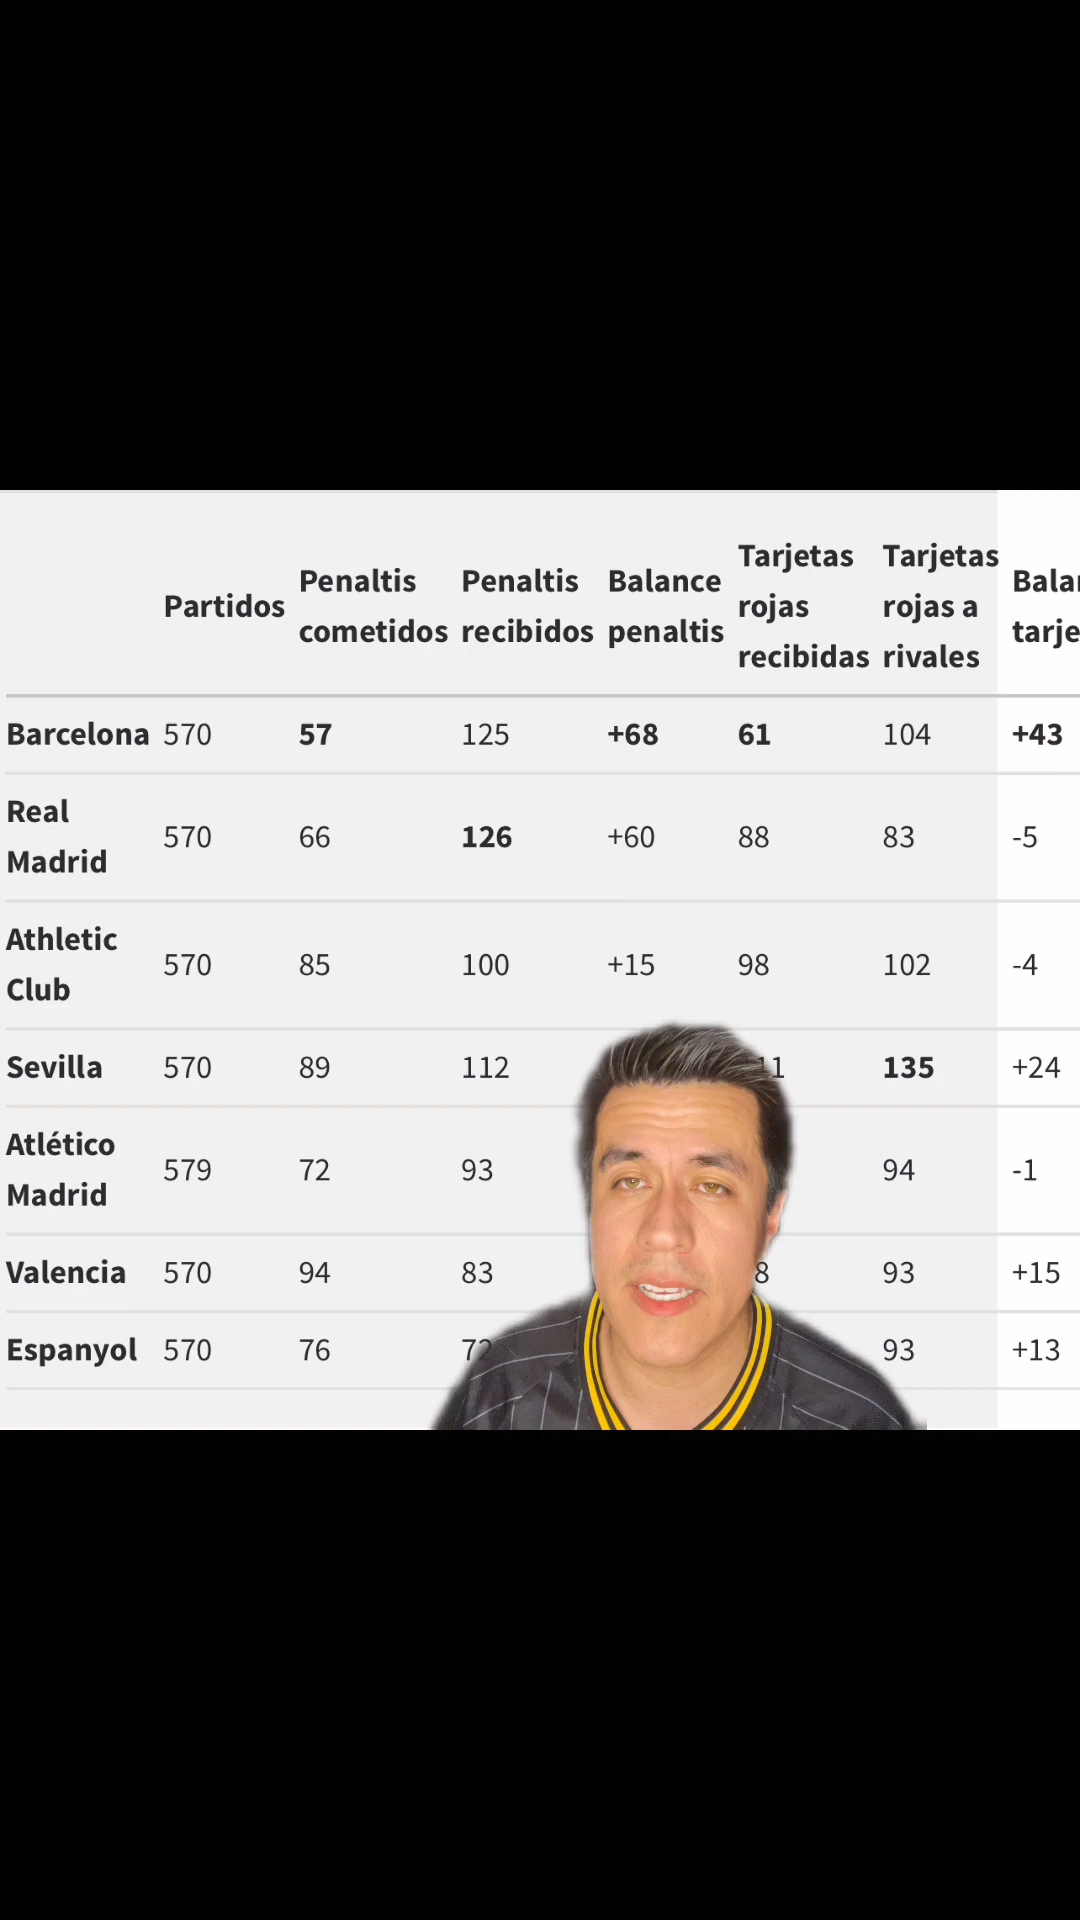 Partidos Penaltis cometidos Penaltis recibidos Balance penaltis Tarjetas rojas recibidas Tarjetas rojas a rivales
Barcelona 570 57 125 +68 61 104 +43
Real Madrid 570 66 126 +60 88 83 -5
Athletic Club 570 85 100 +15 98 102 -4
Sevilla 570 89 112 135 +24
Atlético Madrid 579 72 93 94 -1
Valencia 570 94 83 93 +15
Espanyol 570 76 72 93 +13